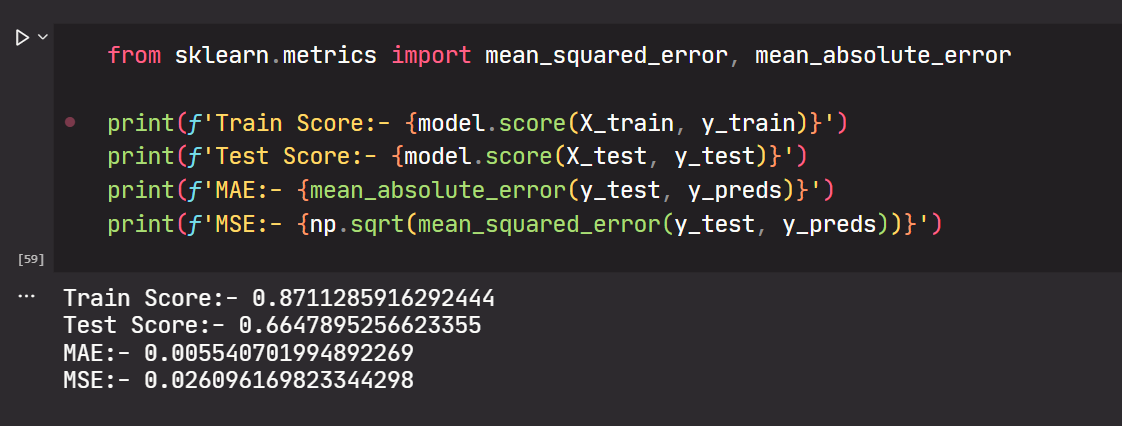 from sklearn.metrics import mean_squared_error, mean_absolute_error
print(f'Train Score:- {model.score(X_train, y_train)}')
print(f'Test Score:- {model.score(X_test, y_test)}')
print(f'MAE:- {mean_absolute_error(y_test, y_preds)}')
print(f'MSE:- {np.sqrt(mean_squared_error(y_test, y_preds))}')
[59]
Train Score:- 0.8711285916292444
Test Score:- 0.6647895256623355
MAE:- 0.005540701994892269
MSE:- 0.026096169823344298